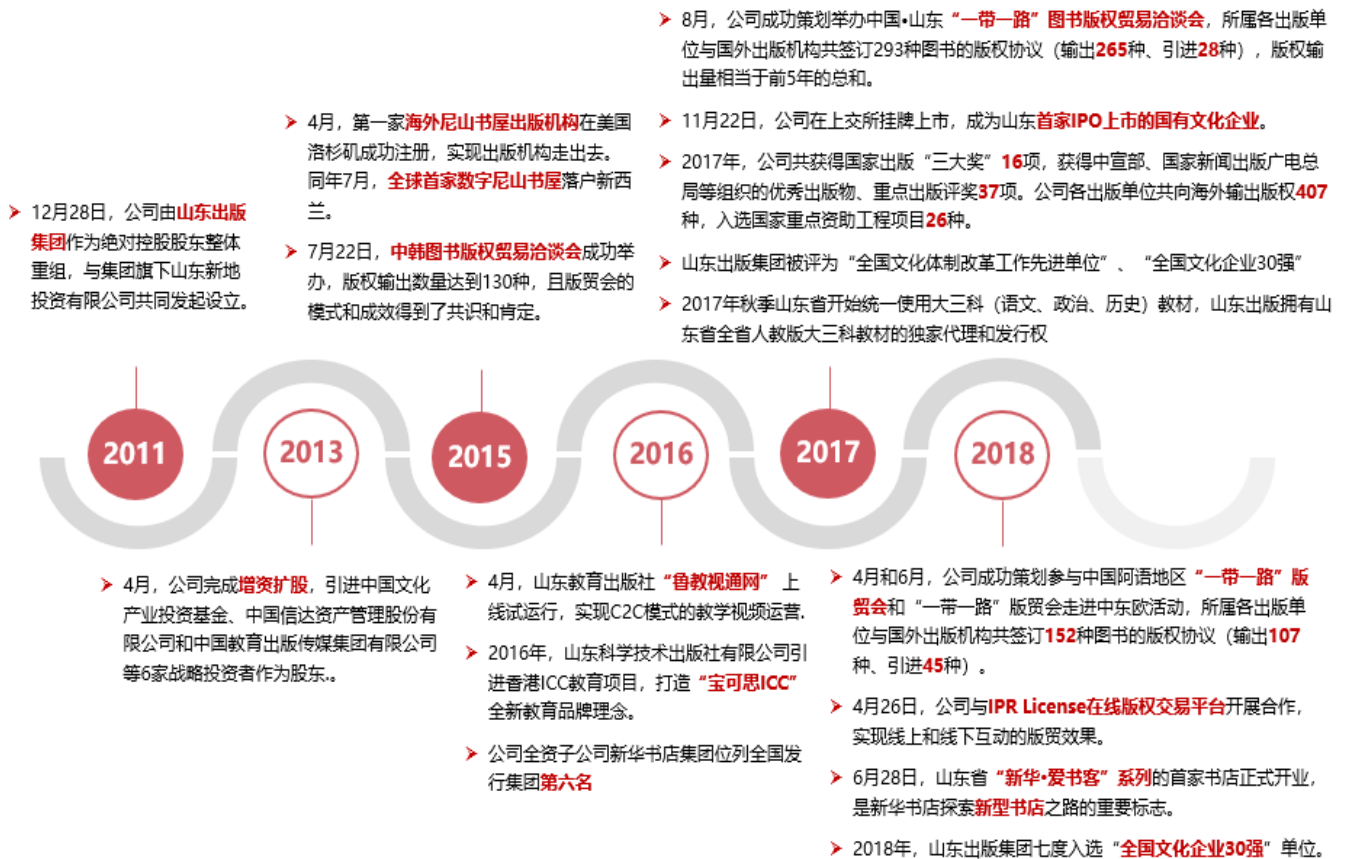 12月28日，公司由山东出版
集团作为绝对控股股东整体
重组，与集团旗下山东新地
投资有限公司共同发起设立。
4月，第一家海外尼山书屋出版机构在美国
洛杉矶成功注册，实现出版机构走出去。
同年7月，全球首家数字尼山书屋落户新西
兰。
7月22日，中韩图书版权贸易洽谈会成功举
办，版权输出数量达到130种，且版贸会的
模式和成效得到了共识和肯定。
8月，公司成功策划举办中国•山东“一带一路”图书版权贸易洽谈会，所属各出版单
位与国外出版机构共签订293种图书的版权协议（输出265种、引进28种），版权输
出量相当于前5年的总和。
11月22日，公司在上交所挂牌上市，成为山东首家IPO上市的国有文化企业。
2017年，公司共获得国家出版“三大奖”16项，获得中宣部、国家新闻出版广电总
局等组织的优秀出版物、重点出版评奖37项。公司各出版单位共向海外输出版权407
种，入选国家重点资助工程项目26种。
山东出版集团被评为“全国文化体制改革工作先进单位”、“全国文化企业30强”
2017年秋季山东省开始统一使用大三科（语文、政治、历史）教材，山东出版拥有山
东省全省人教版大三科教材的独家代理和发行权
2011
2013
2015
2016
2017
2018
4月，公司完成增资扩股，引进中国文化
产业投资基金、中国信达资产管理股份有
限公司和中国教育出版传媒集团有限公司
等6家战略投资者作为股东.。
4月，山东教育出版社“鲁教视通网” 上
线试运行，实现C2C模式的教学视频运营.
2016年，山东科学技术出版社有限公司引
进香港ICC教育项目，打造“宝可思ICC”
全新教育品牌理念。
公司全资子公司新华书店集团位列全国发
行集团第六名
4月和6月，公司成功策划参与中国阿语地区“一带一路”版
贸会和“一带一路”版贸会走进中东欧活动，所属各出版单
位与国外出版机构共签订152种图书的版权协议（输出107
种、引进45种）。
4月26日，公司与IPR License在线版权交易平台开展合作，
实现线上和线下互动的版贸效果。
6月28日，山东省“新华•爱书客”系列的首家书店正式开业，
是新华书店探索新型书店之路的重要标志。
2018年，山东出版集团七度入选“全国文化企业30强”单位。